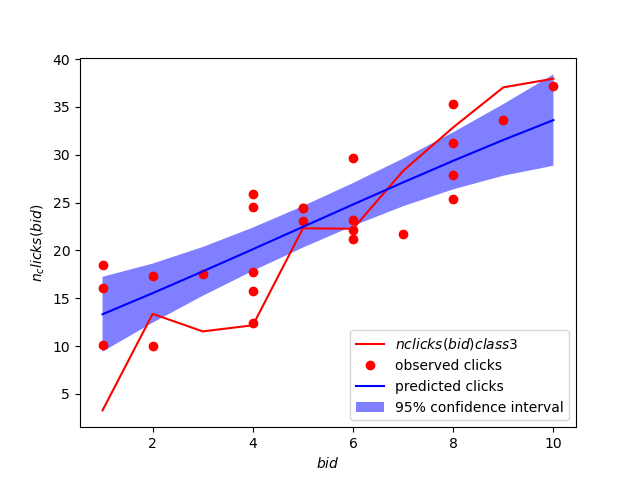 40
35
30
25
20
15
10
5
n_clicks(bid)
nclicks(bid)class3
observed clicks
predicted clicks
95% confidence interval
2 4 6 8 10
bid